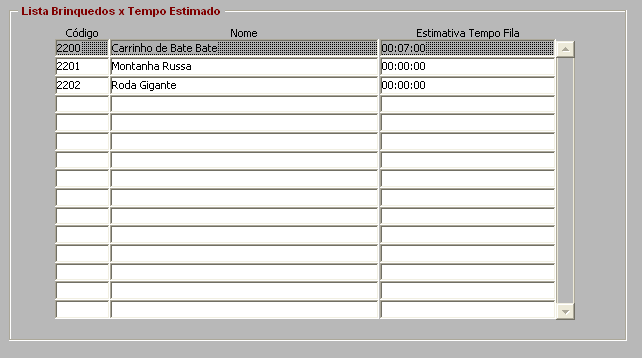 Lista Brinquedos x Tempo Estimado
Código Nome Estimativa Tempo Fila
2200 Carrinho de Bate Bate 00:07:00
2201 Montanha Russa 00:00:00
2202 Roda Gigante 00:00:00